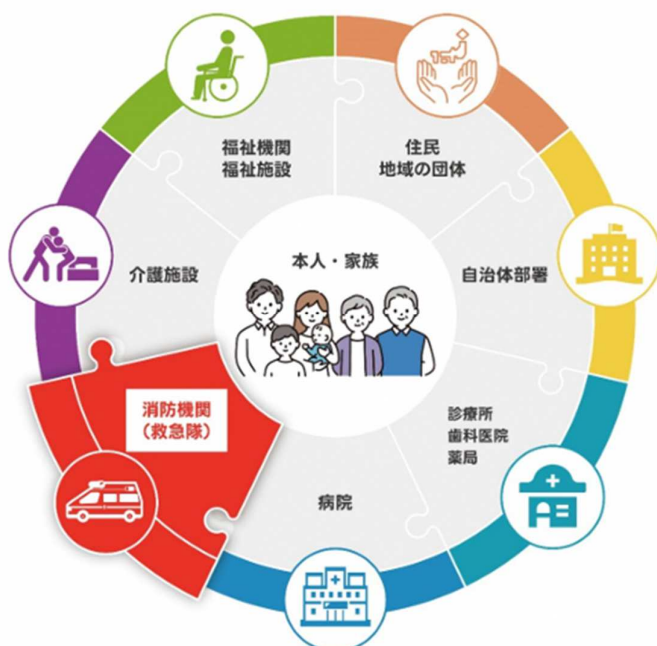 福祉機関
福祉施設
住民
地域の団体
本人・家族
介護施設
自治体部署
消防機関
（救急隊）
診療所
歯科医院
薬局
病院